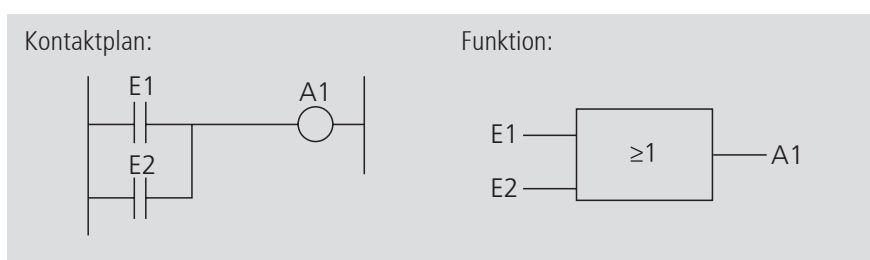 Kontaktplan:
E1
A1
E2
Funktion:
E1
≥1
A1
E2